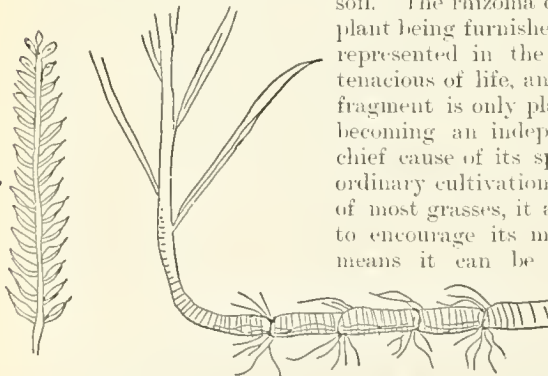 soil. The rhizoma
plant being furnishe
represented in the
tenacious of life, an
fragment is only pla
becoming an indep
chief cause of its sp
ordinary cultivation
of most grasses, it a
to encourage its m
means it can be